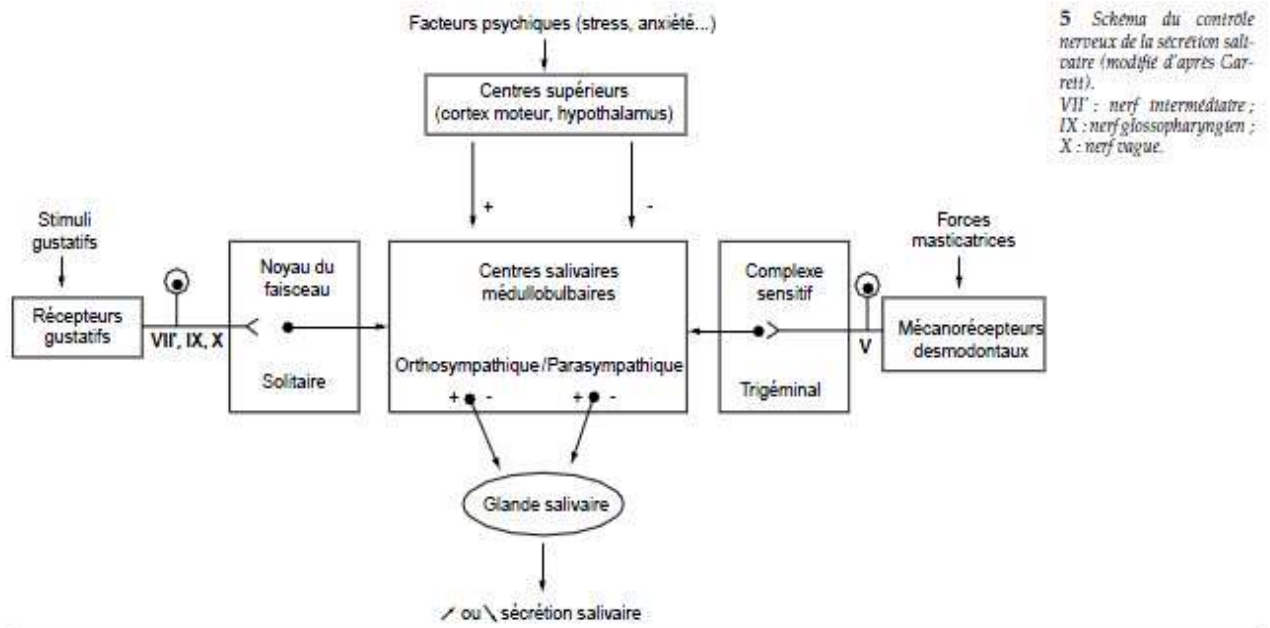 Facteurs psychiques (stress, anxiété...)
Centres supérieurs
(cortex moteur, hypothalamus)
+
-
Stimuli
gustatifs
Récepteurs
gustatifs
VII', IX, X
Noyau du
faisceau
Solitaire
Centres salivaires
médullobulbaires
Orthosympathique/Parasympathique
+ - + -
Complexe
sensitif
Trigéminal
V
Forces
masticatrices
Mécanorécepteurs
desmodontaux
Glande salivaire
↗ ou ↘ sécrétion salivaire
5 Schéma du contrôle
nerveux de la sécrétion sali-
vaire (modifié d'après Gar-
rett).
VII' : nerf intermédiaire ;
IX : nerf glossopharyngien ;
X : nerf vague.